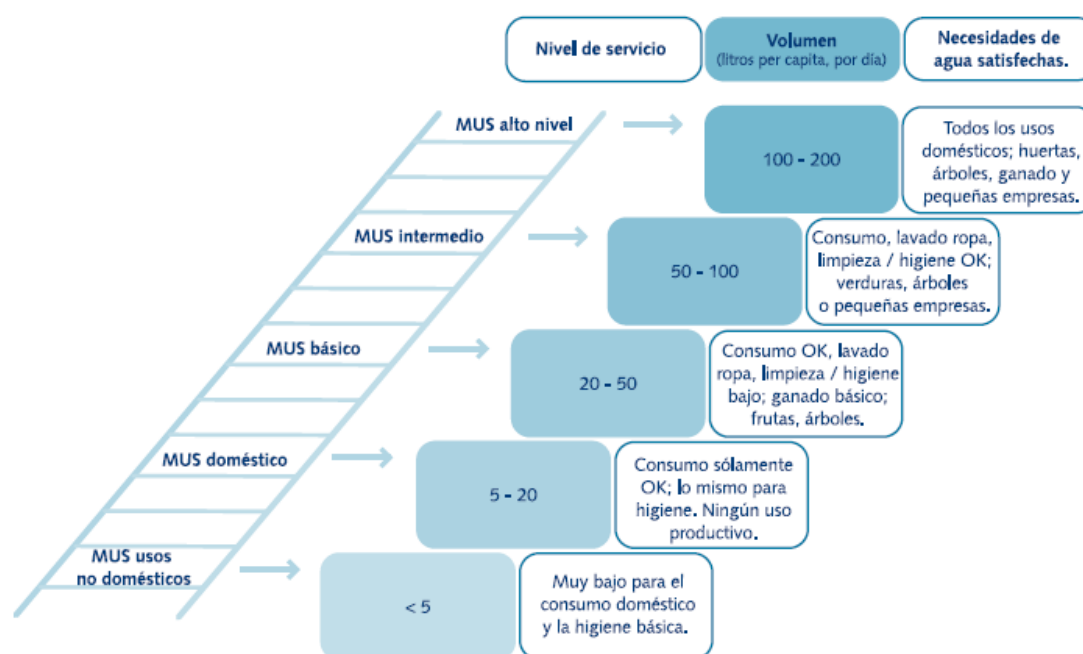 Nivel de servicio
Volumen
(litros per capita, por día)
Necesidades de
agua satisfechas.
MUS alto nivel
100 - 200
Todos los usos
domésticos; huertas,
árboles, ganado y
pequeñas empresas.
MUS intermedio
50 - 100
Consumo, lavado ropa,
limpieza / higiene OK;
verduras, árboles
o pequeñas empresas.
MUS básico
20 - 50
Consumo OK, lavado
ropa, limpieza / higiene
bajo; ganado básico;
frutas, árboles.
MUS doméstico
5 - 20
Consumo sólamente
OK; lo mismo para
higiene. Ningún uso
productivo.
MUS usos
no domésticos
< 5
Muy bajo para el
consumo doméstico
y la higiene básica.